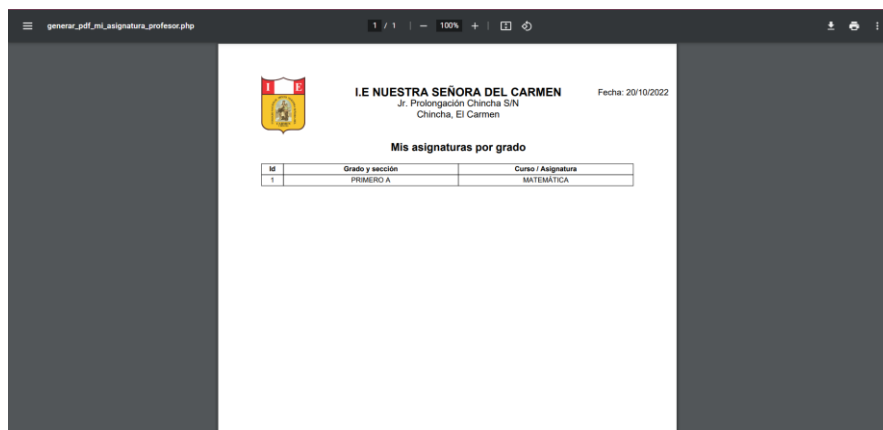 generar_pdf_mi_asignatura_profesor.php
1 / 1
100%
I E
I.E NUESTRA SEÑORA DEL CARMEN
Fecha: 20/10/2022
Jr. Prolongación Chincha S/N
Chincha, El Carmen
Mis asignaturas por grado
Id Grado y sección Curso / Asignatura
1 PRIMERO A MATEMÁTICA